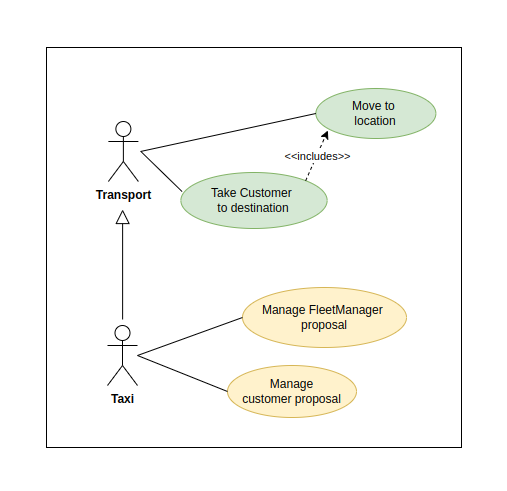 Move to
location
<<includes>>
Transport
Take Customer
to destination
Manage FleetManager
proposal
Taxi
Manage
customer proposal